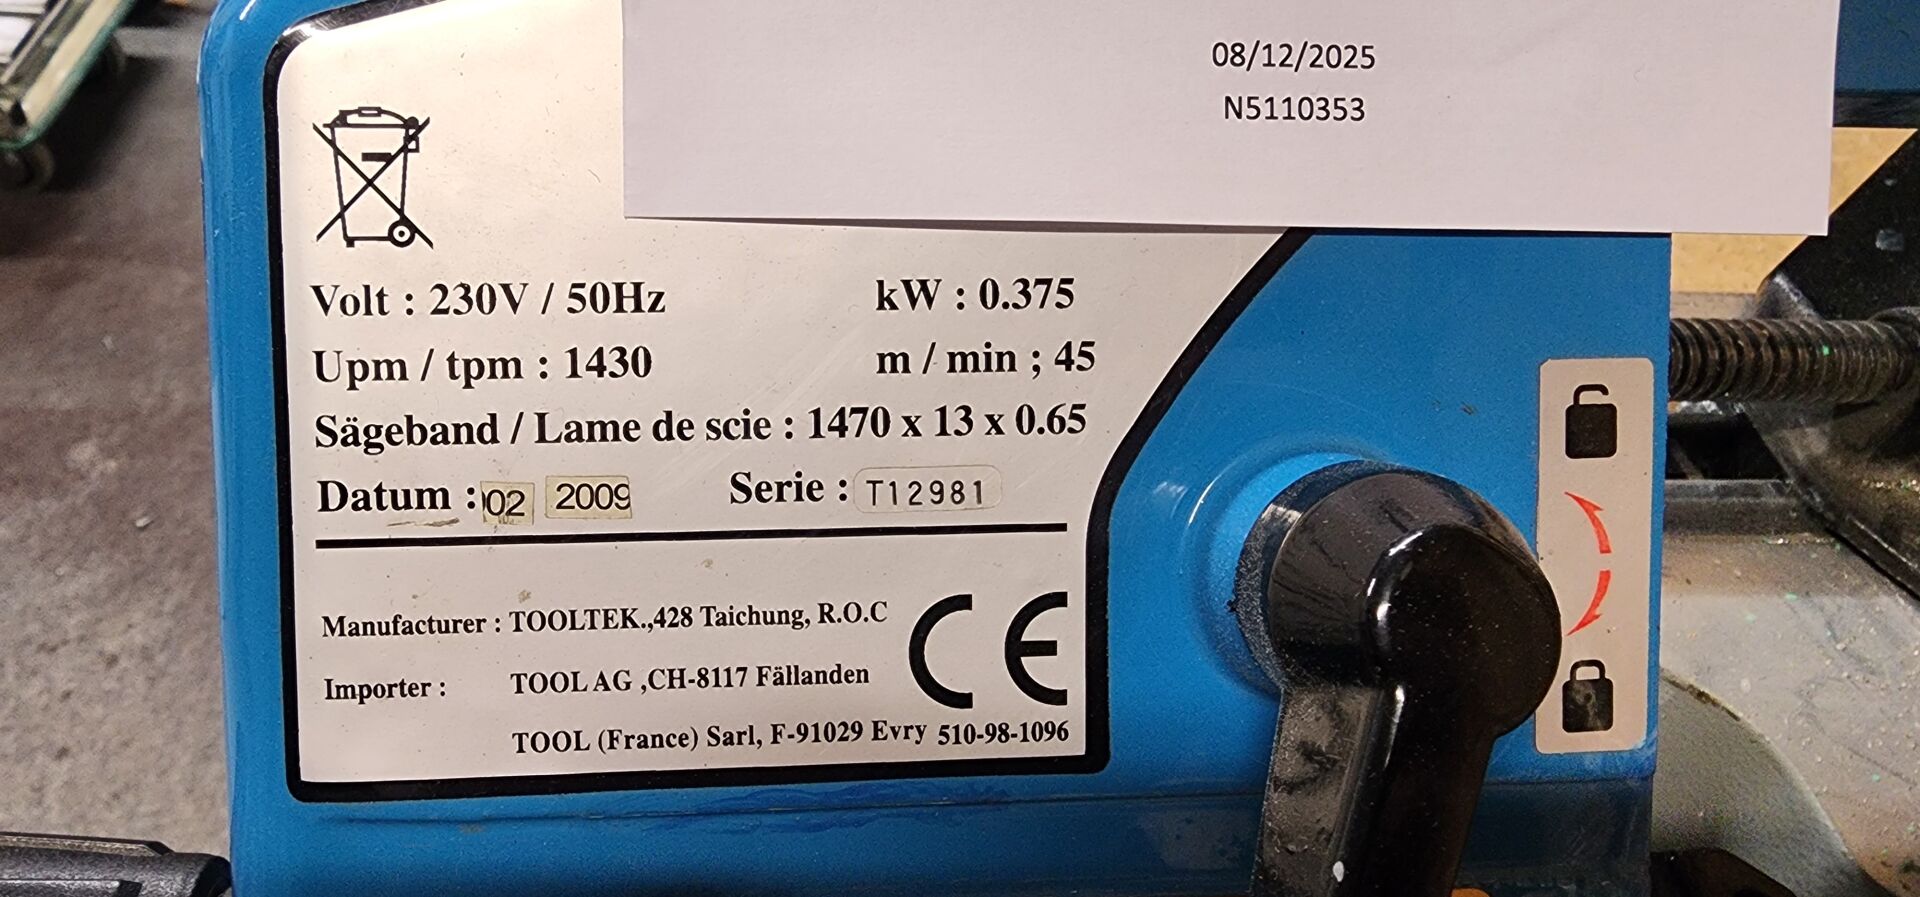 08/12/2025
N5110353
Volt : 230V / 50Hz kW : 0.375
Upm / tpm : 1430 m / min ; 45
Sägeband / Lame de scie : 1470 x 13 x 0.65
Datum : 02 2009 Serie : T12981
Manufacturer : TOOLTEK.,428 Taichung, R.O.C
Importer : TOOL AG ,CH-8117 Fällanden
TOOL (France) Sarl, F-91029 Evry 510-98-1096
CE